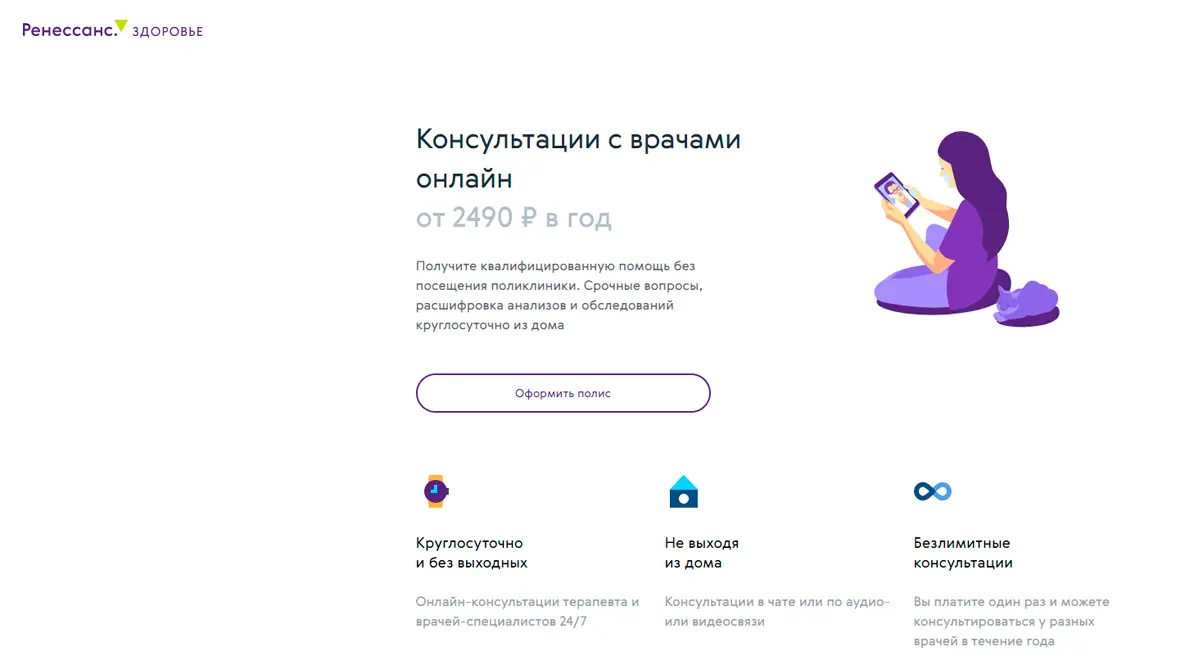 Ренессанс. ЗДОРОВЬЕ
Консультации с врачами
онлайн
от 2490 ₽ в год
Получите квалифицированную помощь без
посещения поликлиники. Срочные вопросы,
расшифровка анализов и обследований
круглосуточно из дома
Оформить полис
Круглосуточно
и без выходных
Онлайн-консультации терапевта и
врачей-специалистов 24/7
Не выходя
из дома
Консультации в чате или по аудио-
или видеосвязи
Безлимитные
консультации
Вы платите один раз и можете
консультироваться у разных
врачей в течение года